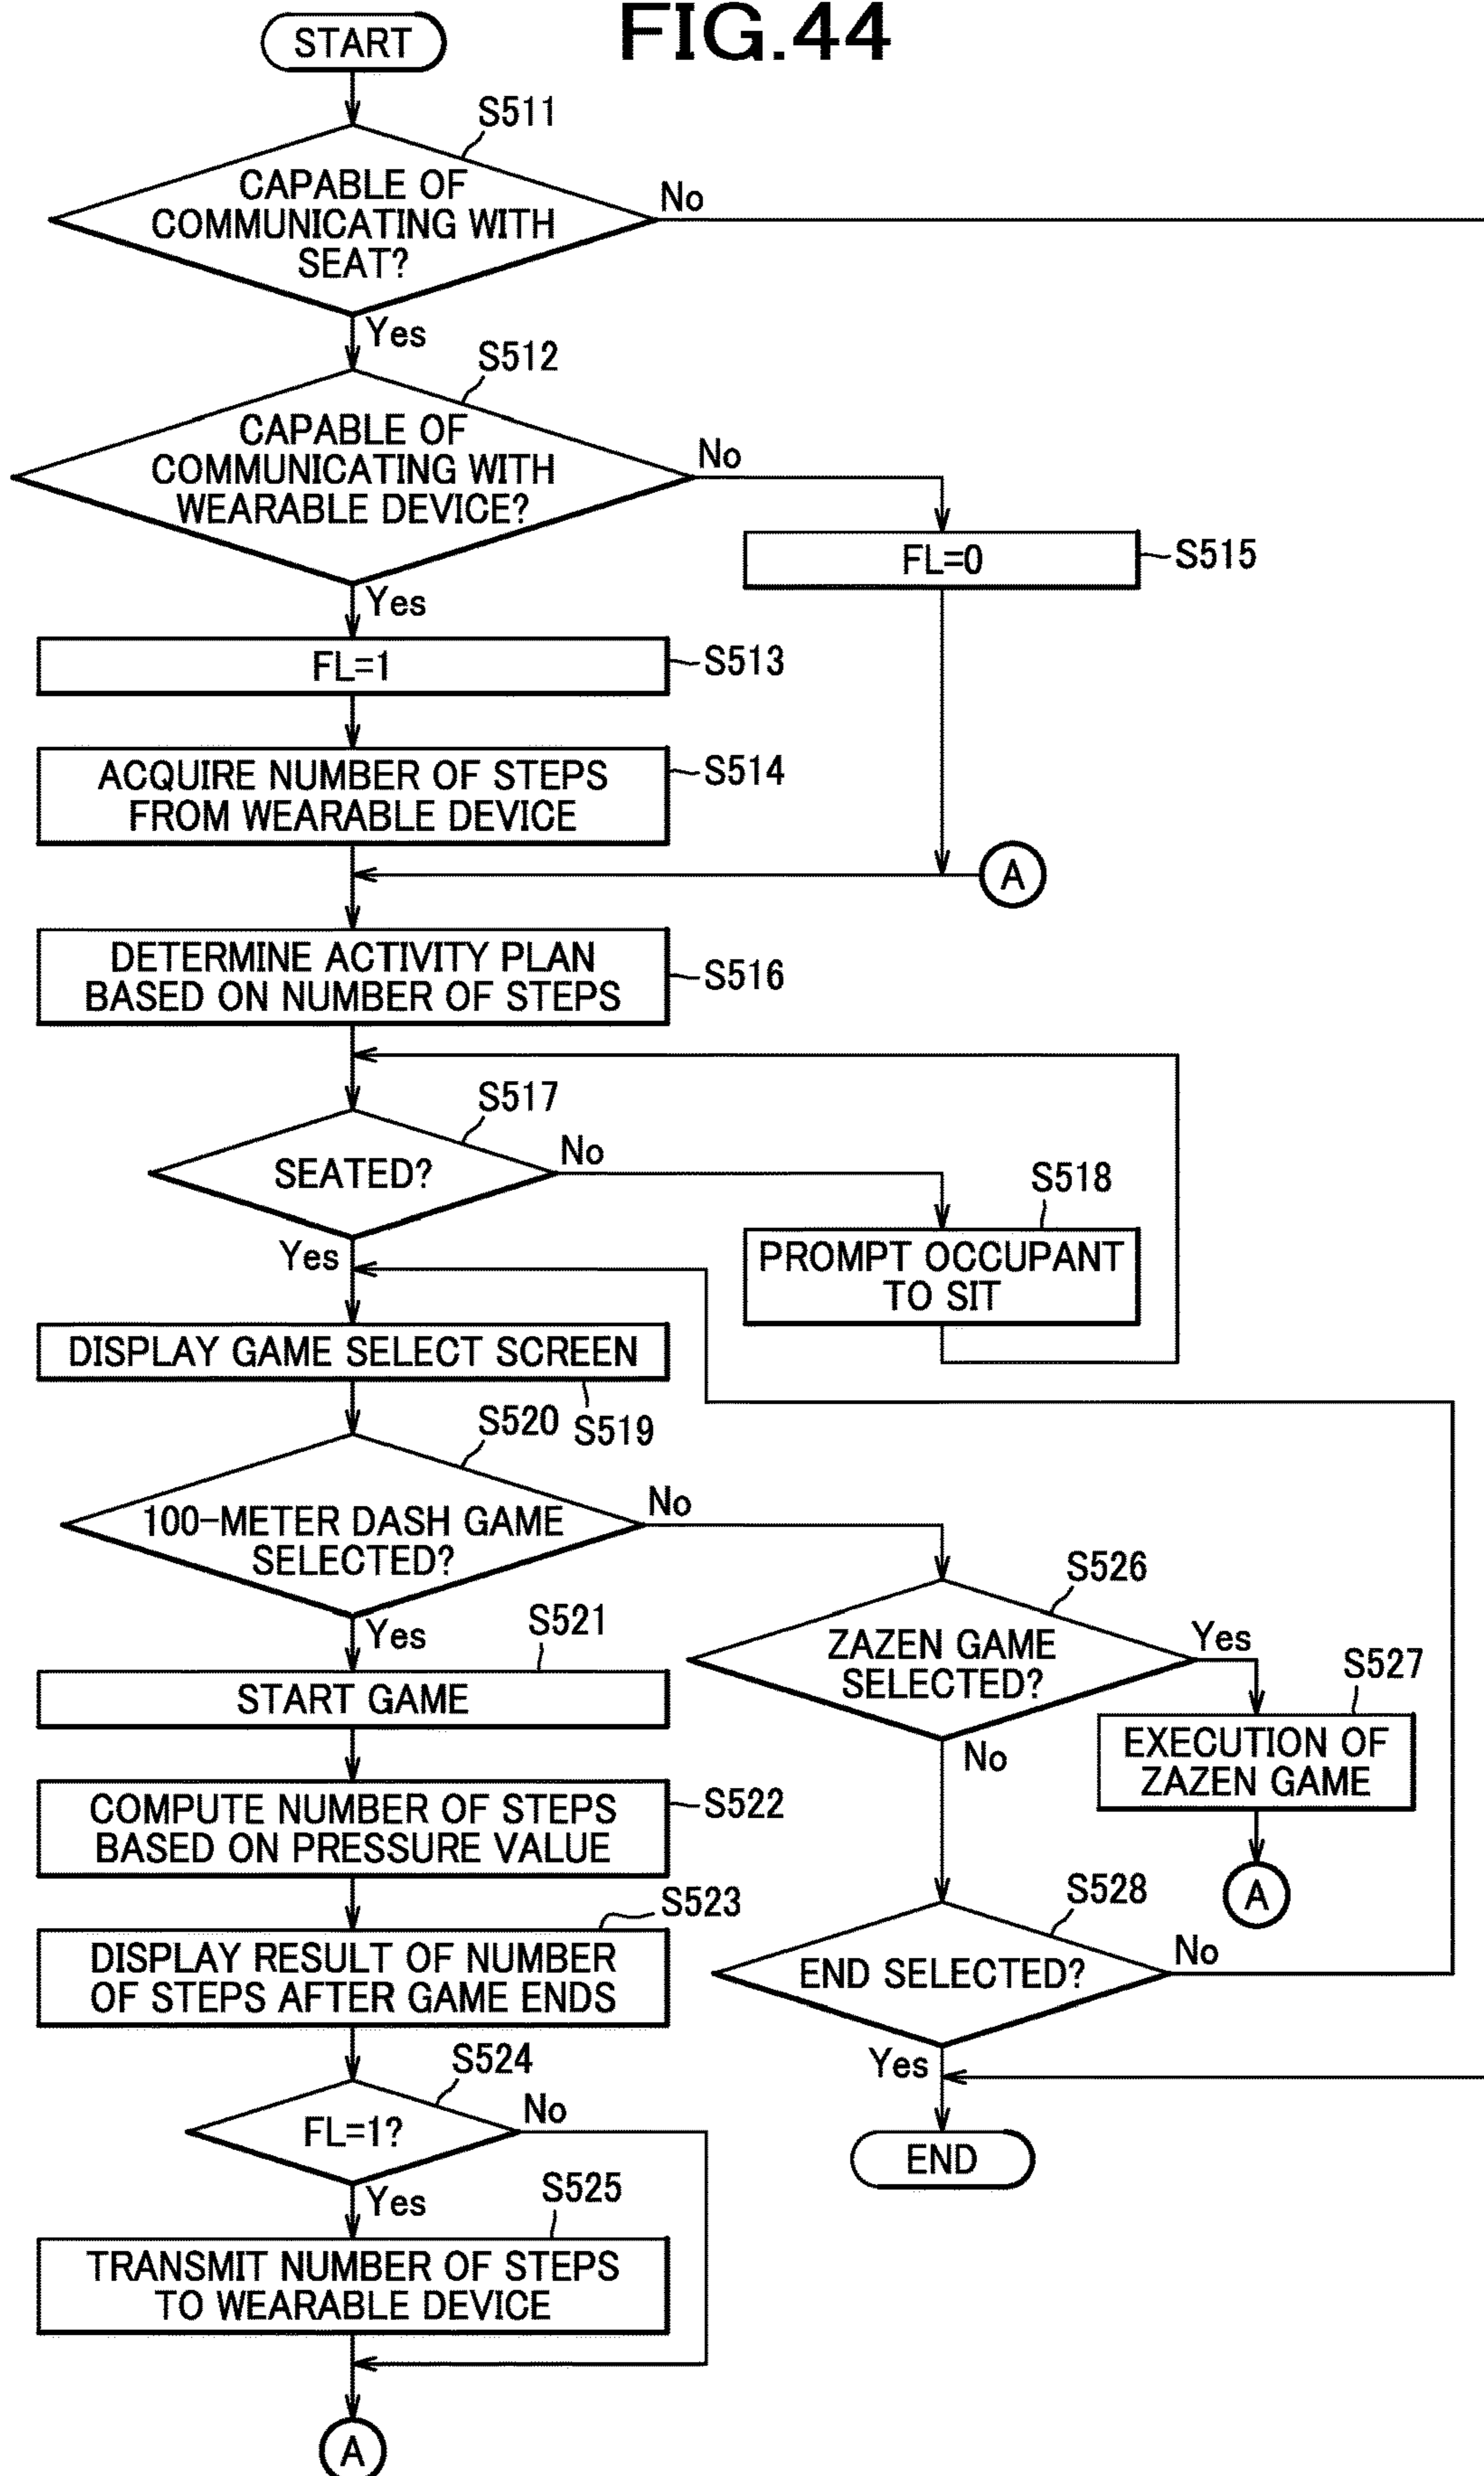 FIG.44
START
S511
CAPABLE OF
COMMUNICATING WITH
SEAT?
No
Yes
S512
CAPABLE OF
COMMUNICATING WITH
WEARABLE DEVICE?
No
Yes
FL=0
S515
FL=1
S513
ACQUIRE NUMBER OF STEPS
FROM WEARABLE DEVICE
S514
A
DETERMINE ACTIVITY PLAN
BASED ON NUMBER OF STEPS
S516
S517
SEATED?
No
Yes
S518
PROMPT OCCUPANT
TO SIT
DISPLAY GAME SELECT SCREEN
S519
S520
100-METER DASH GAME
SELECTED?
No
Yes
S526
ZAZEN GAME
SELECTED?
Yes
No
S527
EXECUTION OF
ZAZEN GAME
A
S521
START GAME
COMPUTE NUMBER OF STEPS
BASED ON PRESSURE VALUE
S522
S523
DISPLAY RESULT OF NUMBER
OF STEPS AFTER GAME ENDS
S528
END SELECTED?
No
Yes
END
S524
FL=1?
No
Yes
S525
TRANSMIT NUMBER OF STEPS
TO WEARABLE DEVICE
A